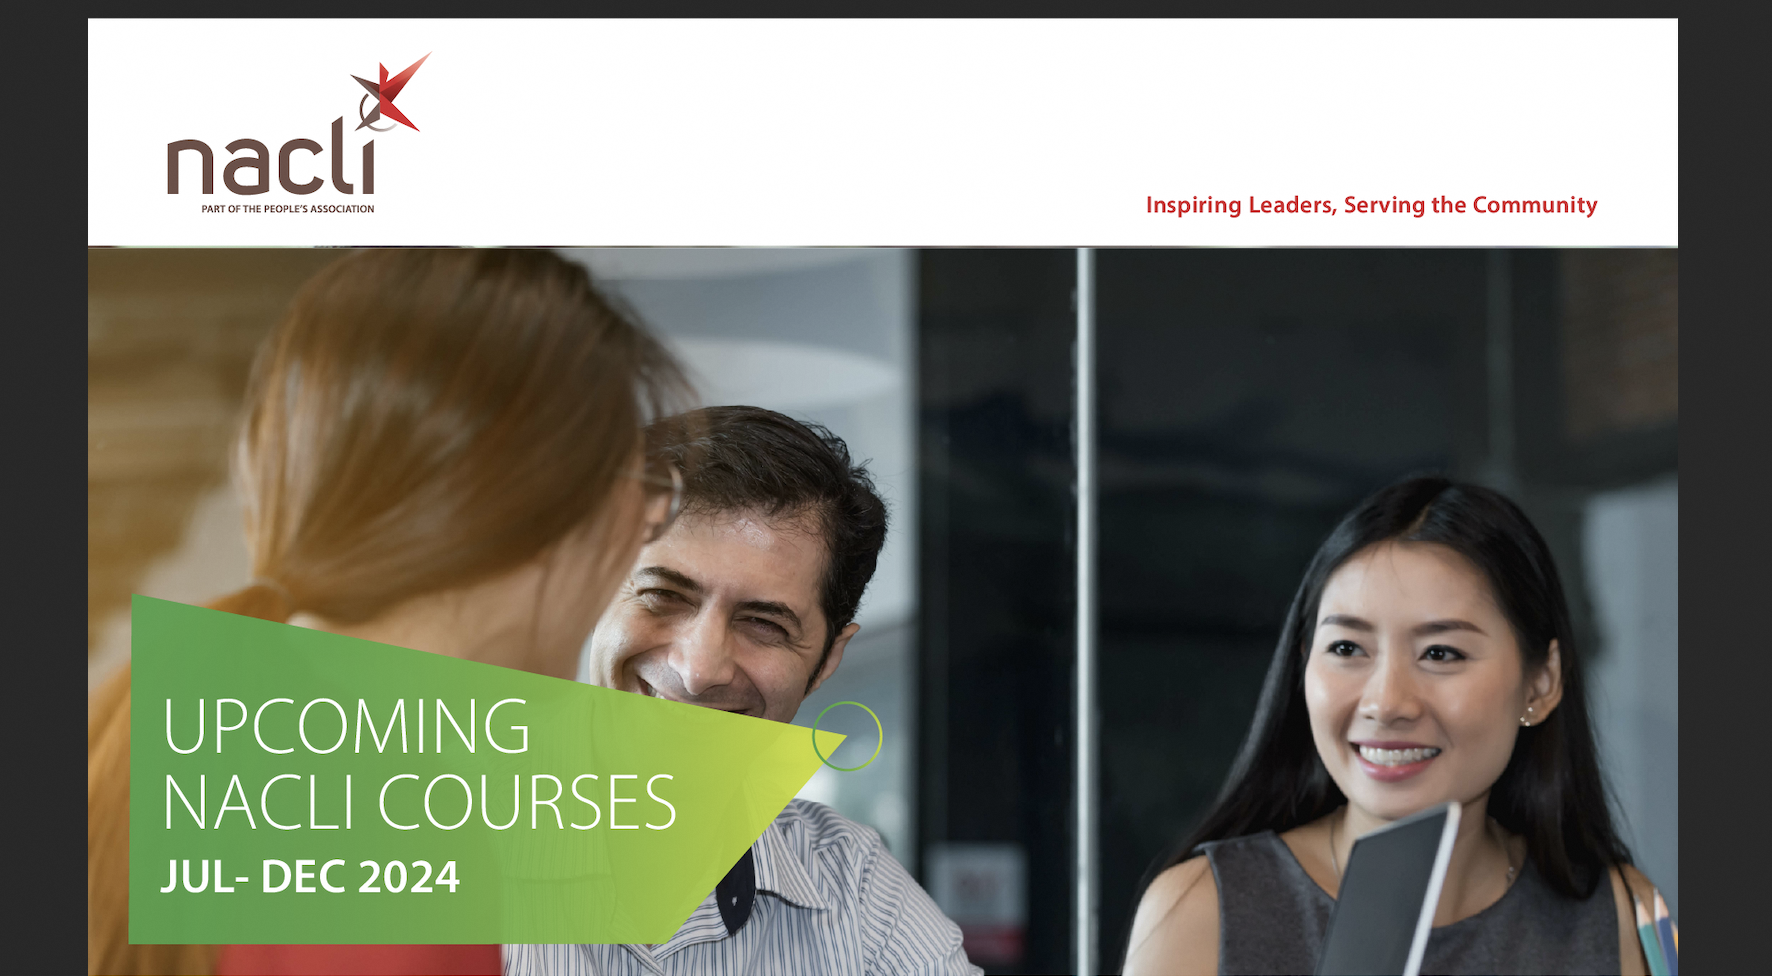 nacli
PART OF THE PEOPLE'S ASSOCIATION
Inspiring Leaders, Serving the Community
UPCOMING
NACLI COURSES
JUL- DEC 2024